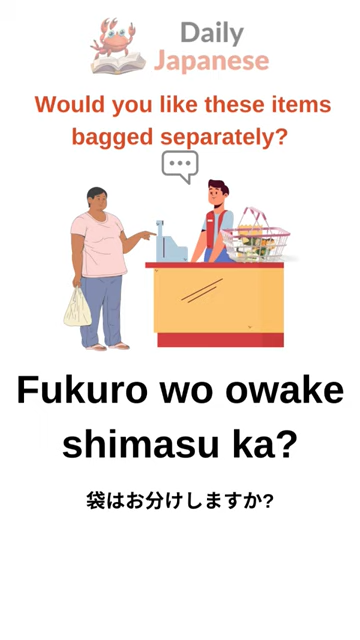 Daily
Japanese
Would you like these items
bagged separately?
Fukuro wo owake
shimasu ka?
袋はお分けしますか?